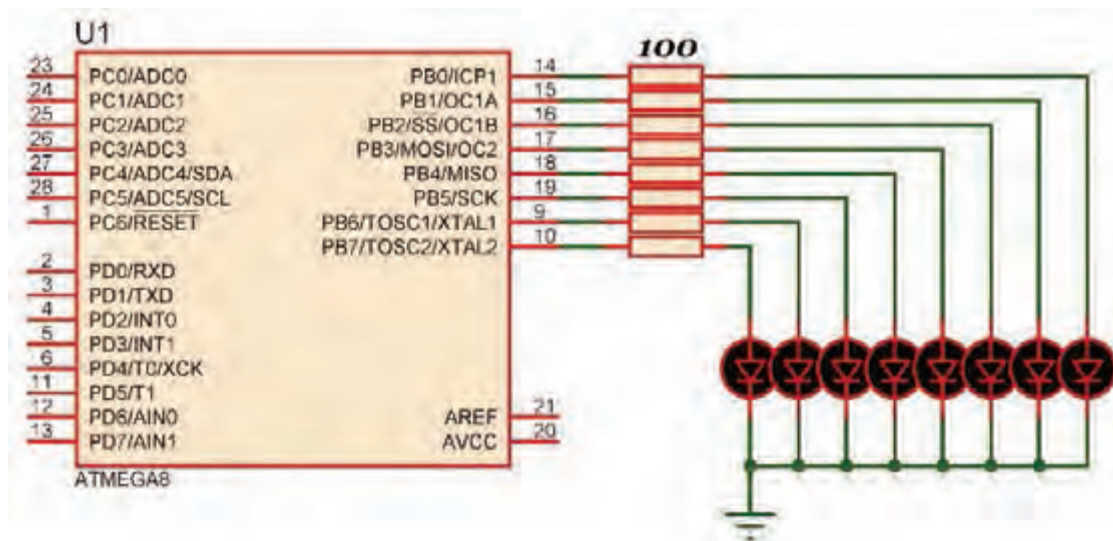 U1
100
23 PC0/ADC0 PB0/ICP1 14
24 PC1/ADC1 PB1/OC1A 15
25 PC2/ADC2 PB2/SS/OC1B 16
26 PC3/ADC3 PB3/MOSI/OC2 17
27 PC4/ADC4/SDA PB4/MISO 18
28 PC5/ADC5/SCL PB5/SCK 19
1 PC6/RESET PB6/TOSC1/XTAL1 9
PB7/TOSC2/XTAL2 10
2 PD0/RXD
3 PD1/TXD
4 PD2/INT0
5 PD3/INT1
6 PD4/T0/XCK
11 PD5/T1
12 PD6/AIN0 AREF 21
13 PD7/AIN1 AVCC 20
ATMEGA8